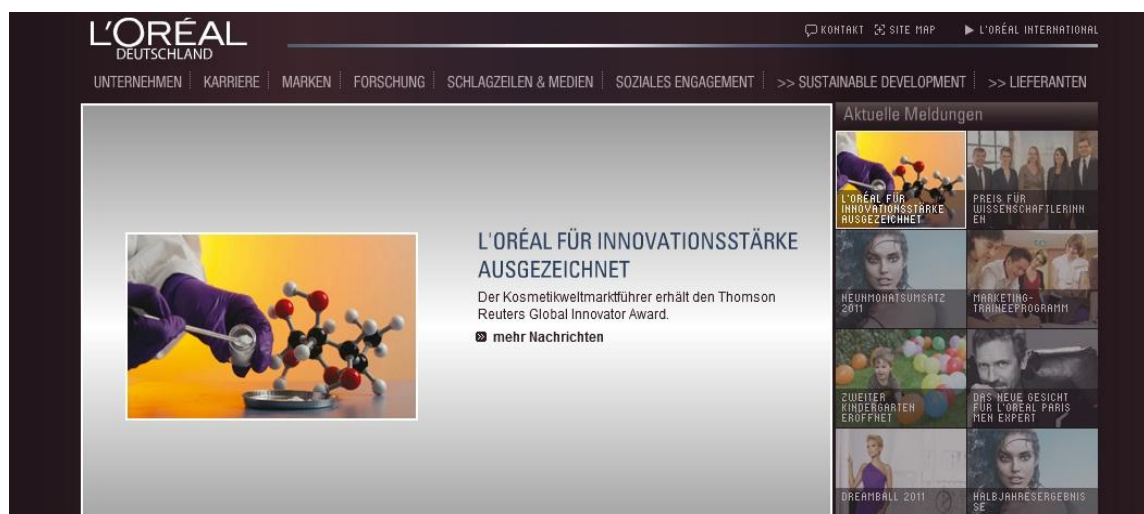 L'ORÉAL
DEUTSCHLAND
KONTAKT SITE MAP L'ORÉAL INTERNATIONAL
UNTERNEHMEN KARRIERE MARKEN FORSCHUNG SCHLAGZEILEN & MEDIEN SOZIALES ENGAGEMENT >> SUSTAINABLE DEVELOPMENT >> LIEFERANTEN
L'ORÉAL FÜR INNOVATIONSSTÄRKE
AUSGEZEICHNET
Der Kosmetikweltmarktführer erhält den Thomson
Reuters Global Innovator Award.
mehr Nachrichten
Aktuelle Meldungen
L'ORÉAL FÜR
INNOVATIONSSTÄRKE
AUSGEZEICHNET
PREIS FÜR
WISSENSCHAFTLERINN
EN
NEUNMONATSUMSATZ
2011
MARKETING-
TRAINEEPROGRAMM
ZWEITER
KINDERGARTEN
ERÖFFNET
DAS NEUE GESICHT
FÜR L'ORÉAL PARIS
MEN EXPERT
DREAMBALL 2011
HALBJAHRESERGEBNIS
SE